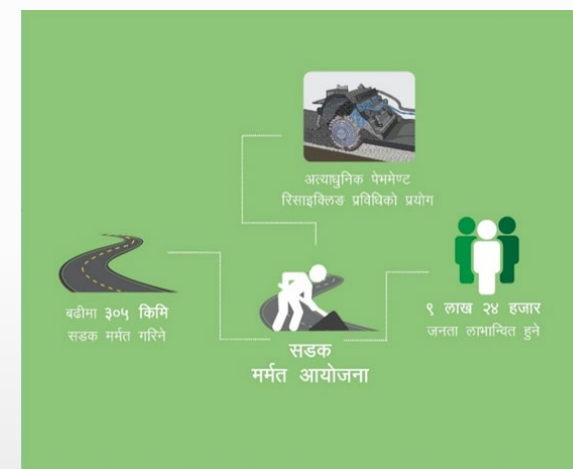 अत्याधुनिक पेभमेण्ट
रिसाइक्लिङ प्रविधिको प्रयोग
बढीमा ३०५ किमि
सडक मर्मत गरिने
९ लाख २४ हजार
जनता लाभान्वित हुने
सडक
मर्मत आयोजना